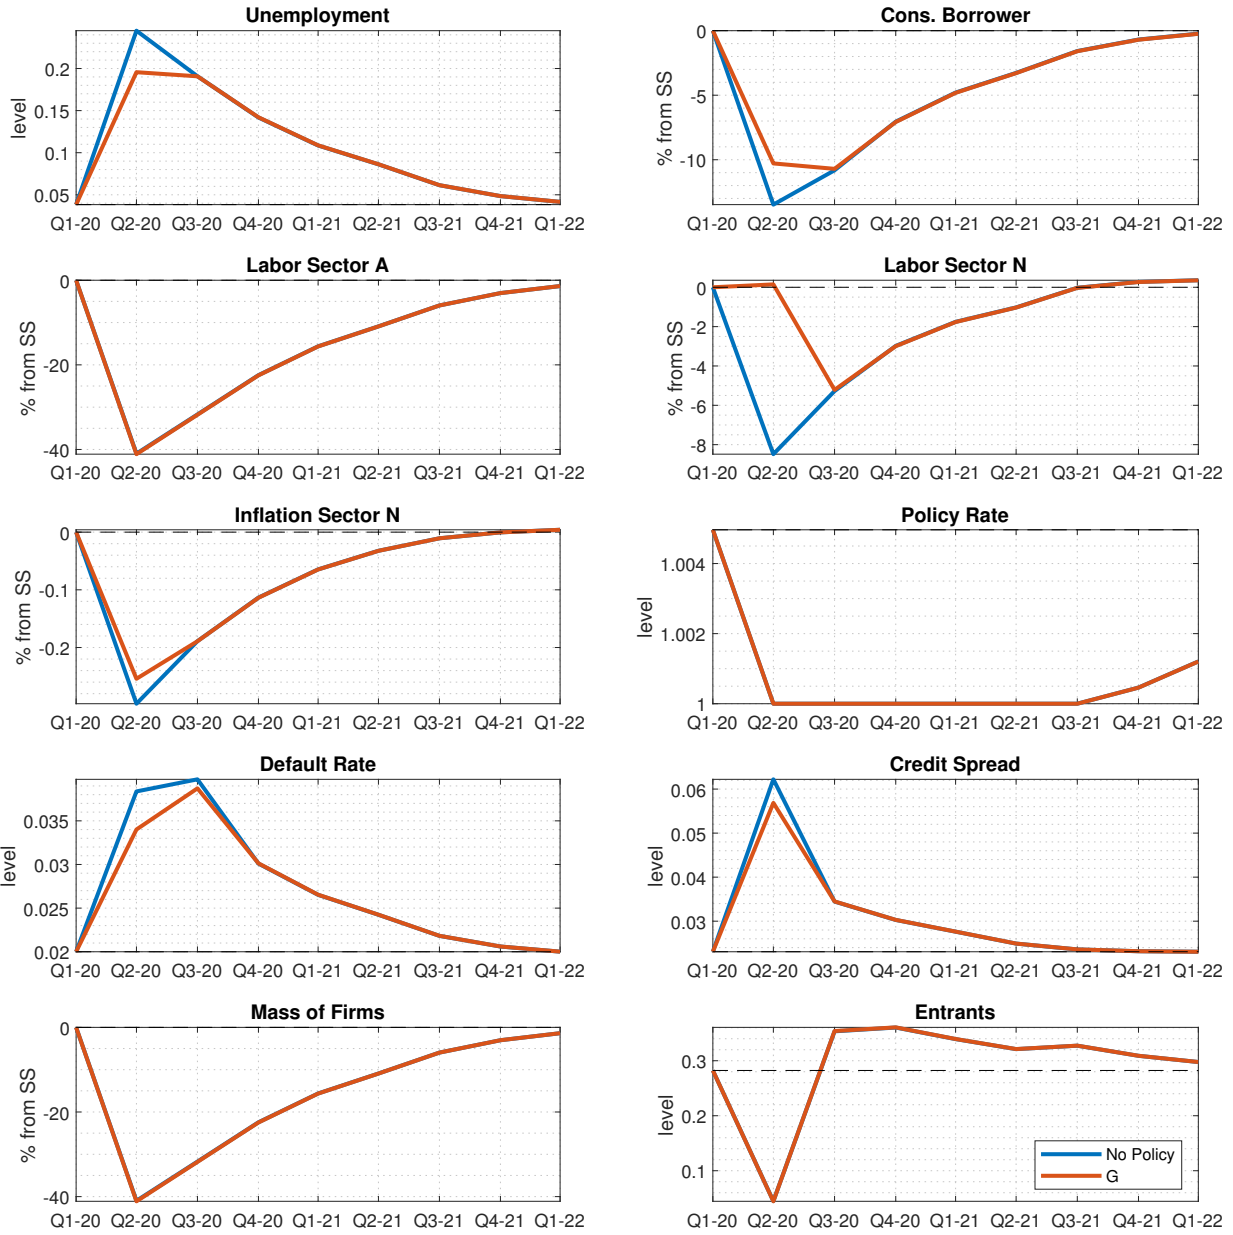 Unemployment
level
0.2
0.15
0.1
0.05
Q1-20 Q2-20 Q3-20 Q4-20 Q1-21 Q2-21 Q3-21 Q4-21 Q1-22
Cons. Borrower
% from SS
0
-5
-10
Q1-20 Q2-20 Q3-20 Q4-20 Q1-21 Q2-21 Q3-21 Q4-21 Q1-22
Labor Sector A
% from SS
0
-20
-40
Q1-20 Q2-20 Q3-20 Q4-20 Q1-21 Q2-21 Q3-21 Q4-21 Q1-22
Labor Sector N
% from SS
0
-2
-4
-6
-8
Q1-20 Q2-20 Q3-20 Q4-20 Q1-21 Q2-21 Q3-21 Q4-21 Q1-22
Inflation Sector N
% from SS
0
-0.1
-0.2
Q1-20 Q2-20 Q3-20 Q4-20 Q1-21 Q2-21 Q3-21 Q4-21 Q1-22
Policy Rate
level
1.004
1.002
1
Q1-20 Q2-20 Q3-20 Q4-20 Q1-21 Q2-21 Q3-21 Q4-21 Q1-22
Default Rate
level
0.035
0.03
0.025
0.02
Q1-20 Q2-20 Q3-20 Q4-20 Q1-21 Q2-21 Q3-21 Q4-21 Q1-22
Credit Spread
level
0.06
0.05
0.04
0.03
Q1-20 Q2-20 Q3-20 Q4-20 Q1-21 Q2-21 Q3-21 Q4-21 Q1-22
Mass of Firms
% from SS
0
-20
-40
Q1-20 Q2-20 Q3-20 Q4-20 Q1-21 Q2-21 Q3-21 Q4-21 Q1-22
Entrants
level
0.3
0.2
0.1
No Policy
G
Q1-20 Q2-20 Q3-20 Q4-20 Q1-21 Q2-21 Q3-21 Q4-21 Q1-22